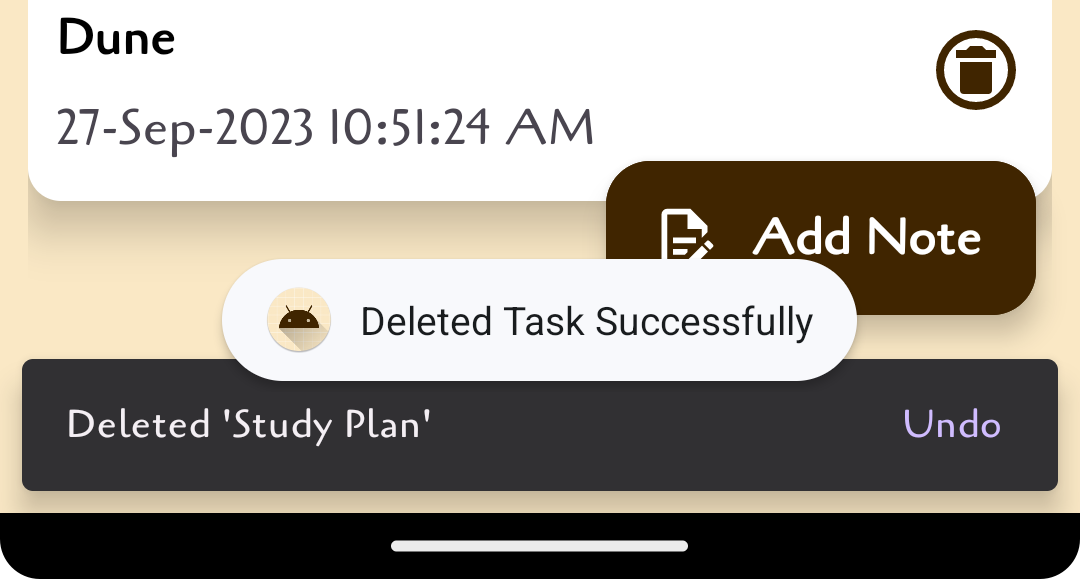 Dune
27-Sep-2023 10:51:24 AM
Add Note
Deleted Task Successfully
Deleted 'Study Plan'
Undo